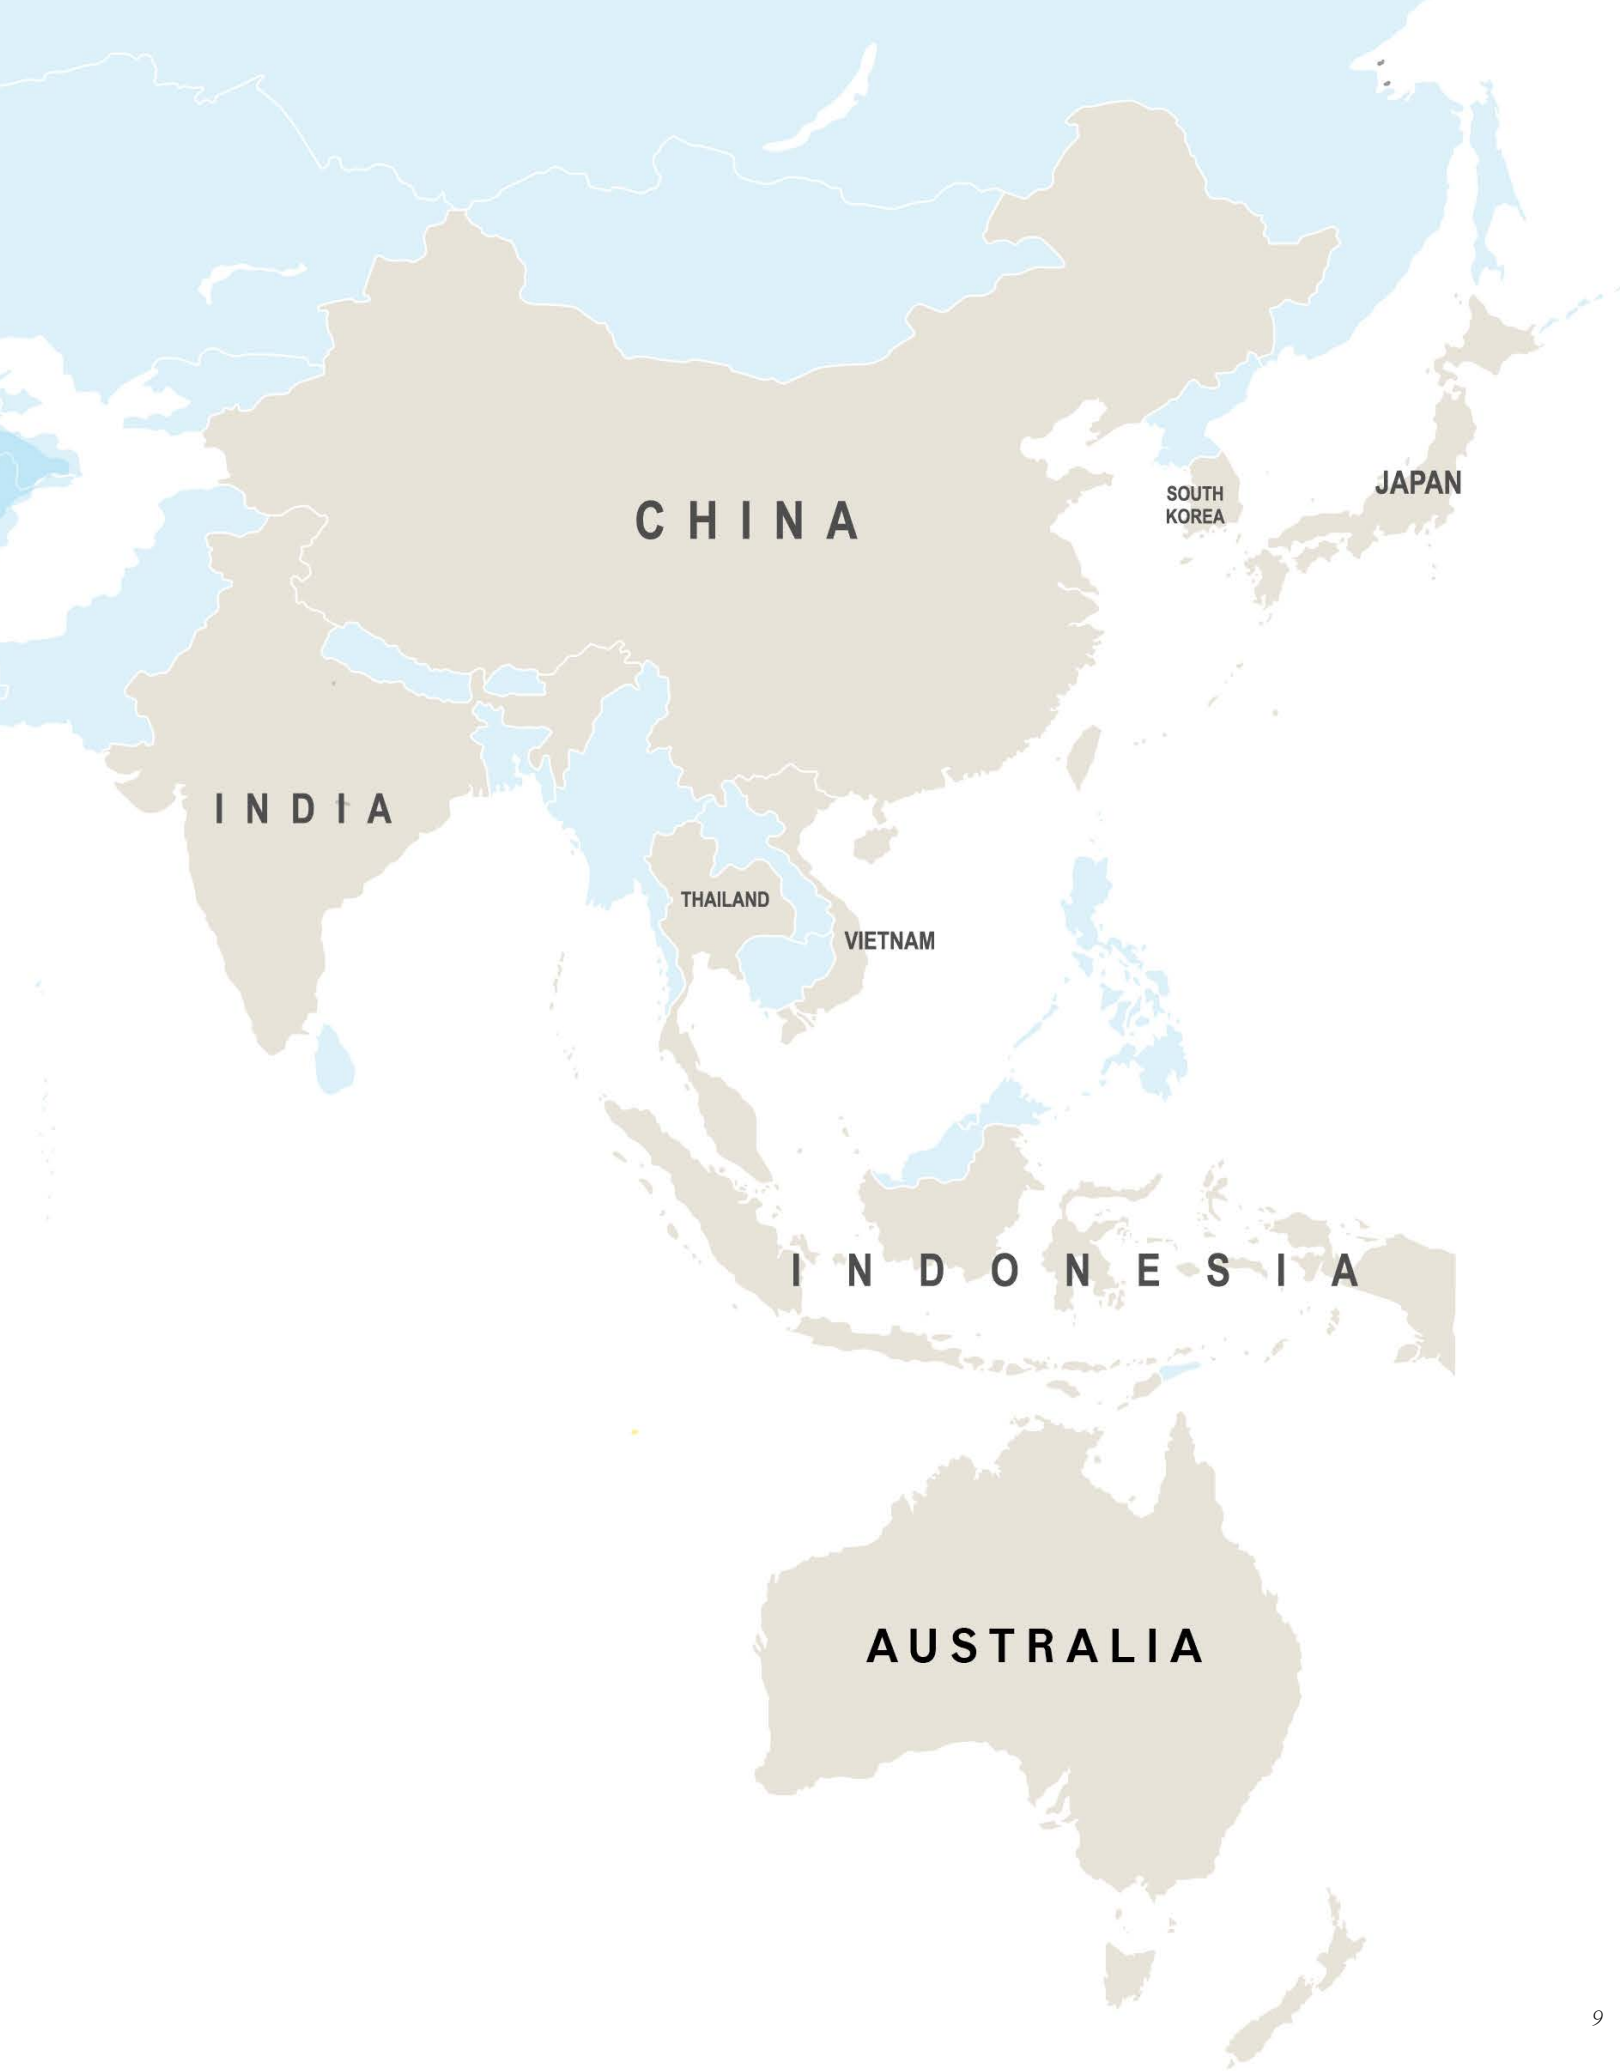 JAPAN
SOUTH
KOREA
CHINA
INDIA
THAILAND
VIETNAM
INDONESIA
AUSTRALIA
9